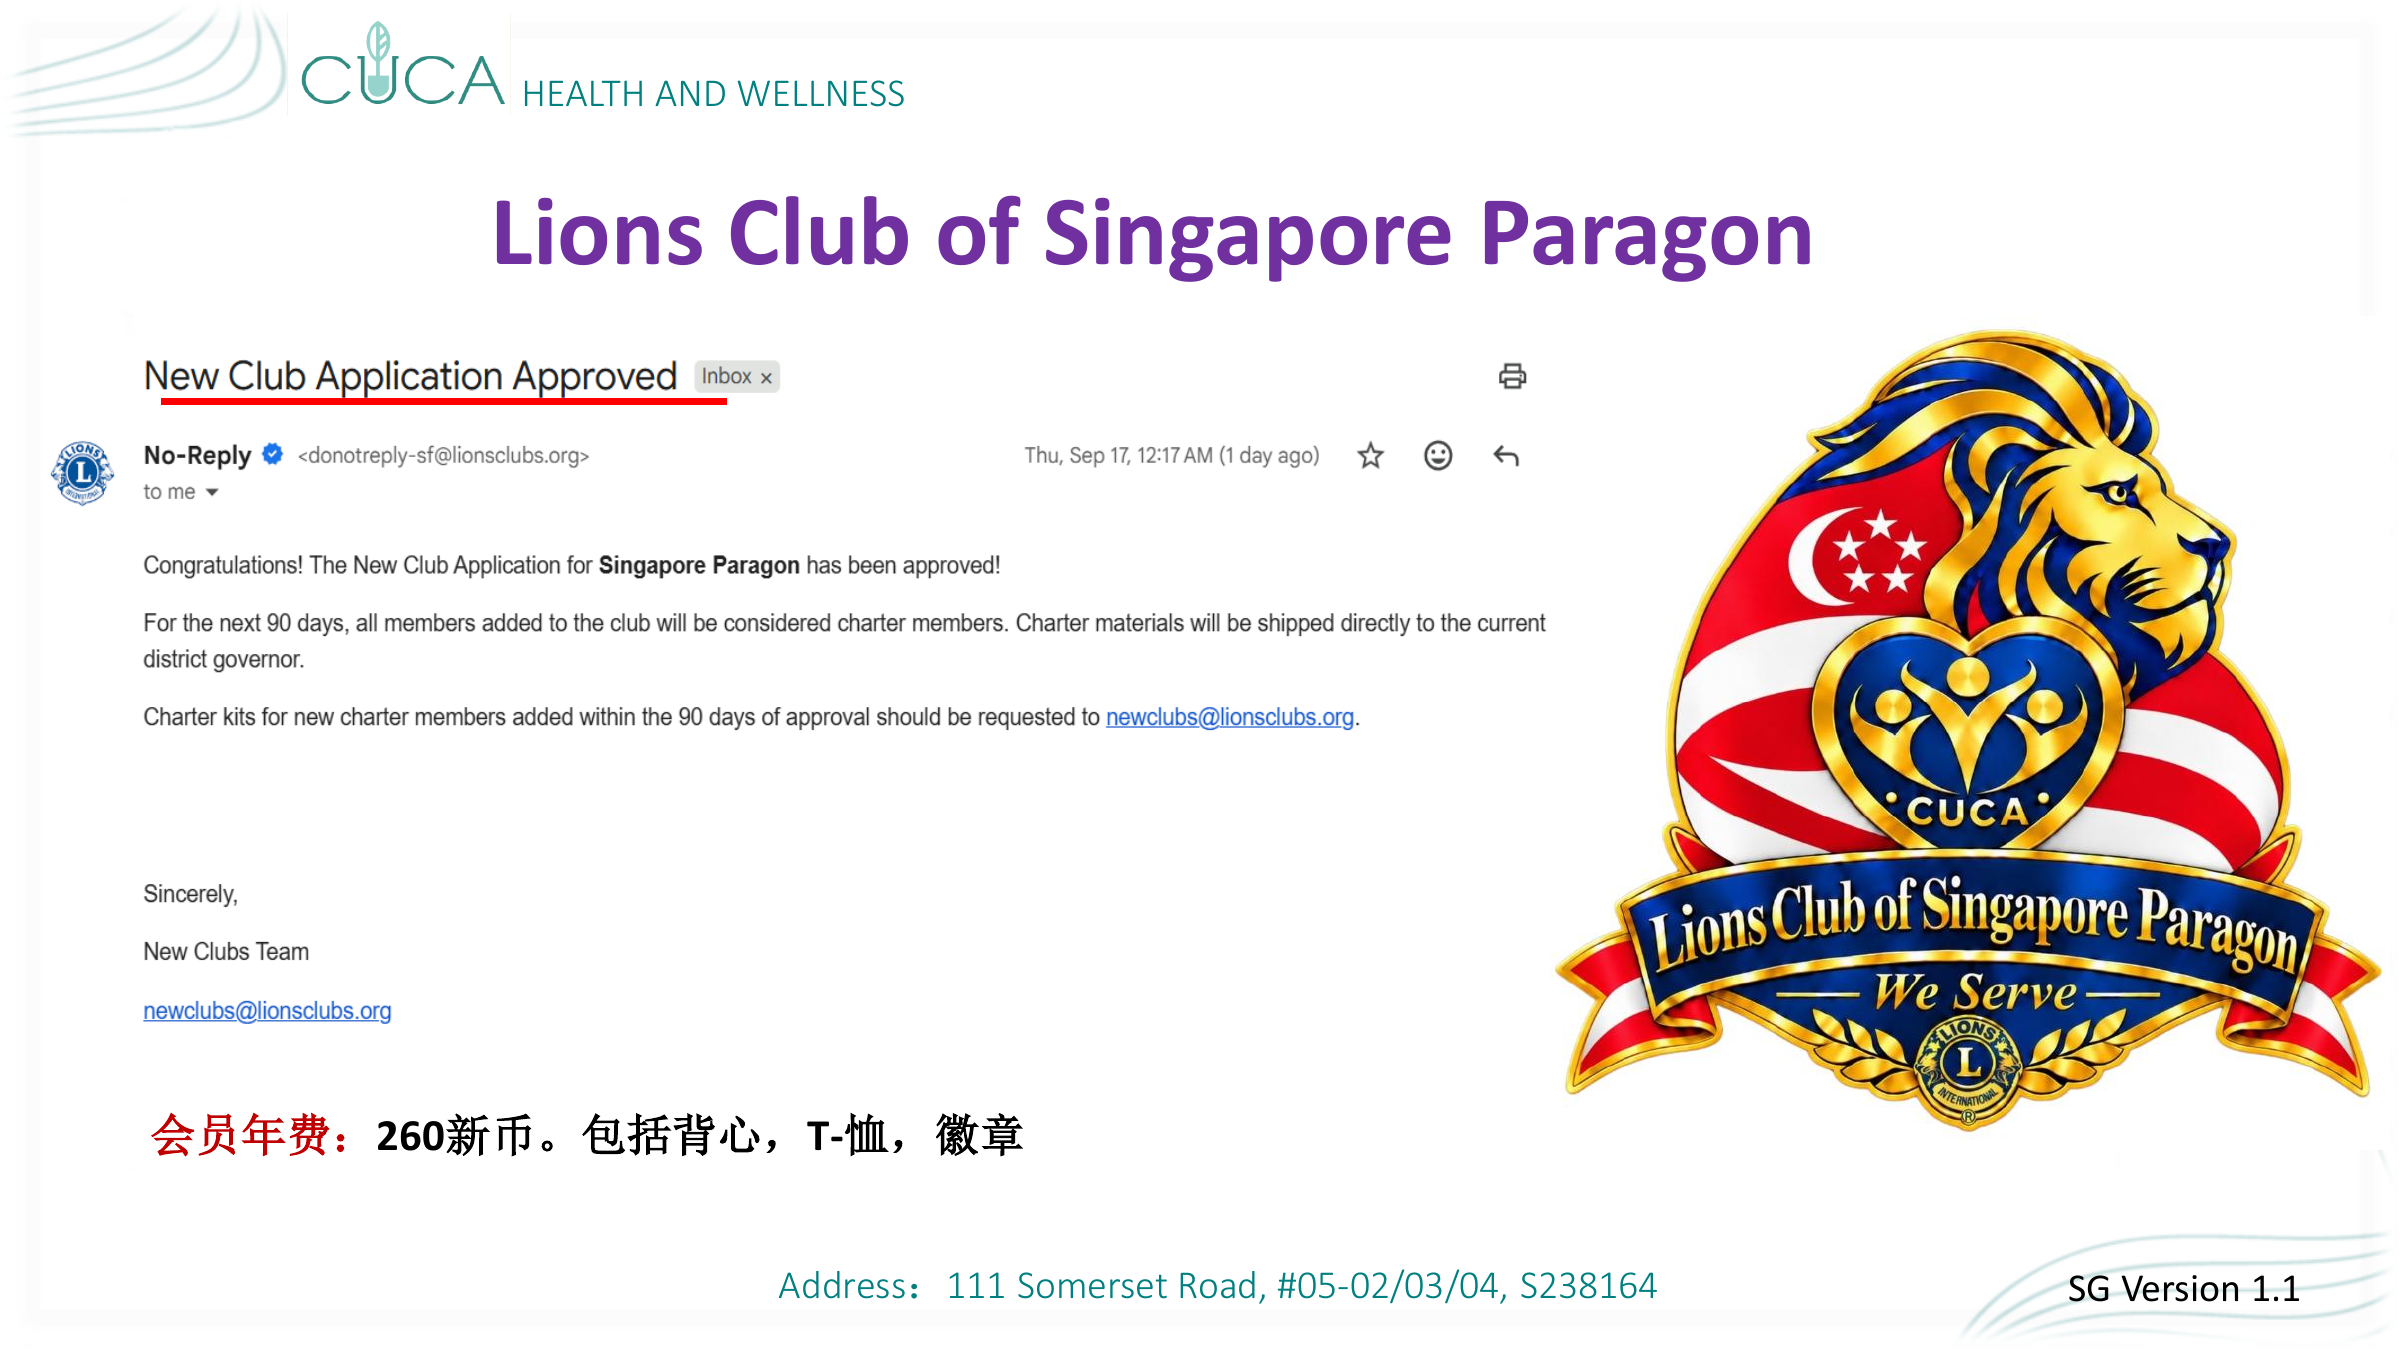 CUCA HEALTH AND WELLNESS
Lions Club of Singapore Paragon
New Club Application Approved Inbox x
No-Reply <donotreply-sf@lionsclubs.org> Thu, Sep 17, 12:17 AM (1 day ago)
to me
LIONS
L
INTERNATIONAL
Congratulations! The New Club Application for Singapore Paragon has been approved!
For the next 90 days, all members added to the club will be considered charter members. Charter materials will be shipped directly to the current
district governor.
Charter kits for new charter members added within the 90 days of approval should be requested to newclubs@lionsclubs.org.
Sincerely,
New Clubs Team
newclubs@lionsclubs.org
CUCA
Lions Club of Singapore Paragon
We Serve
LIONS
L
INTERNATIONAL
®
会员年费：260新币。包括背心，T-恤，徽章
Address：111 Somerset Road, #05-02/03/04, S238164
SG Version 1.1